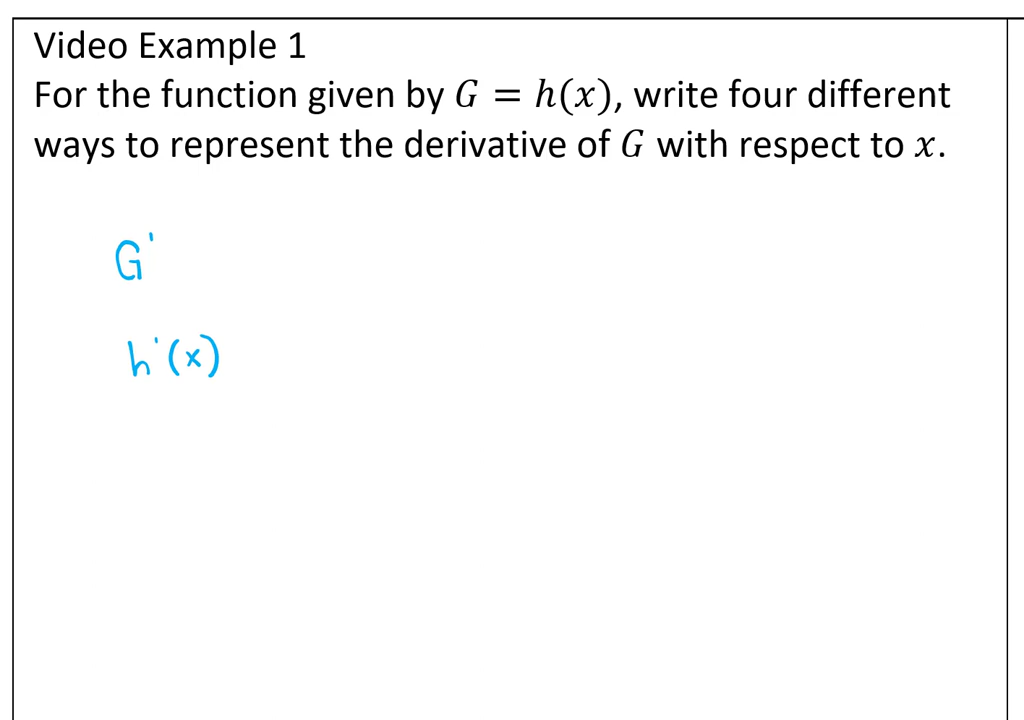 Video Example 1
For the function given by 𝐺 = ℎ(𝑥), write four different
ways to represent the derivative of 𝐺 with respect to 𝑥.
G'
h'(x)